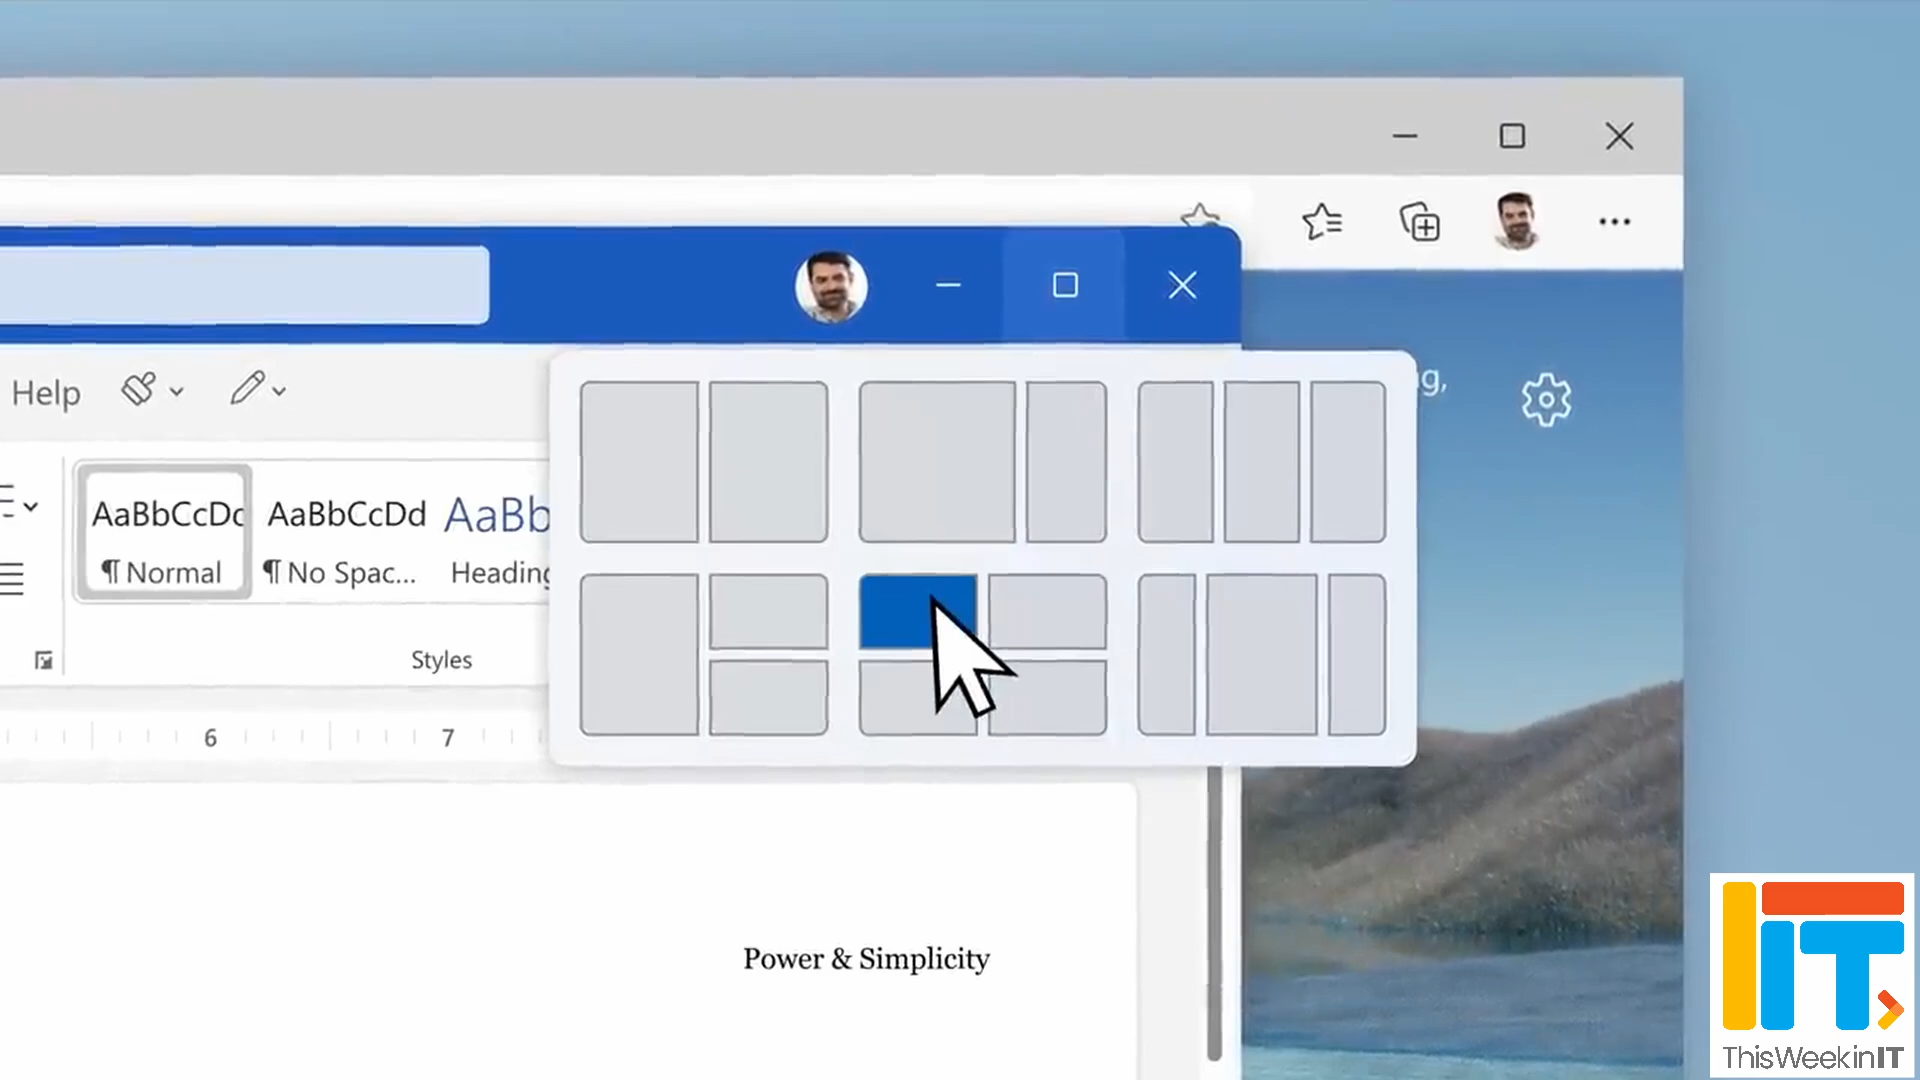 g,
Help
AaBbCcDc AaBbCcDd AaBb
¶ Normal ¶ No Spac... Heading
Styles
6 7
Power & Simplicity
ThisWeekinIT